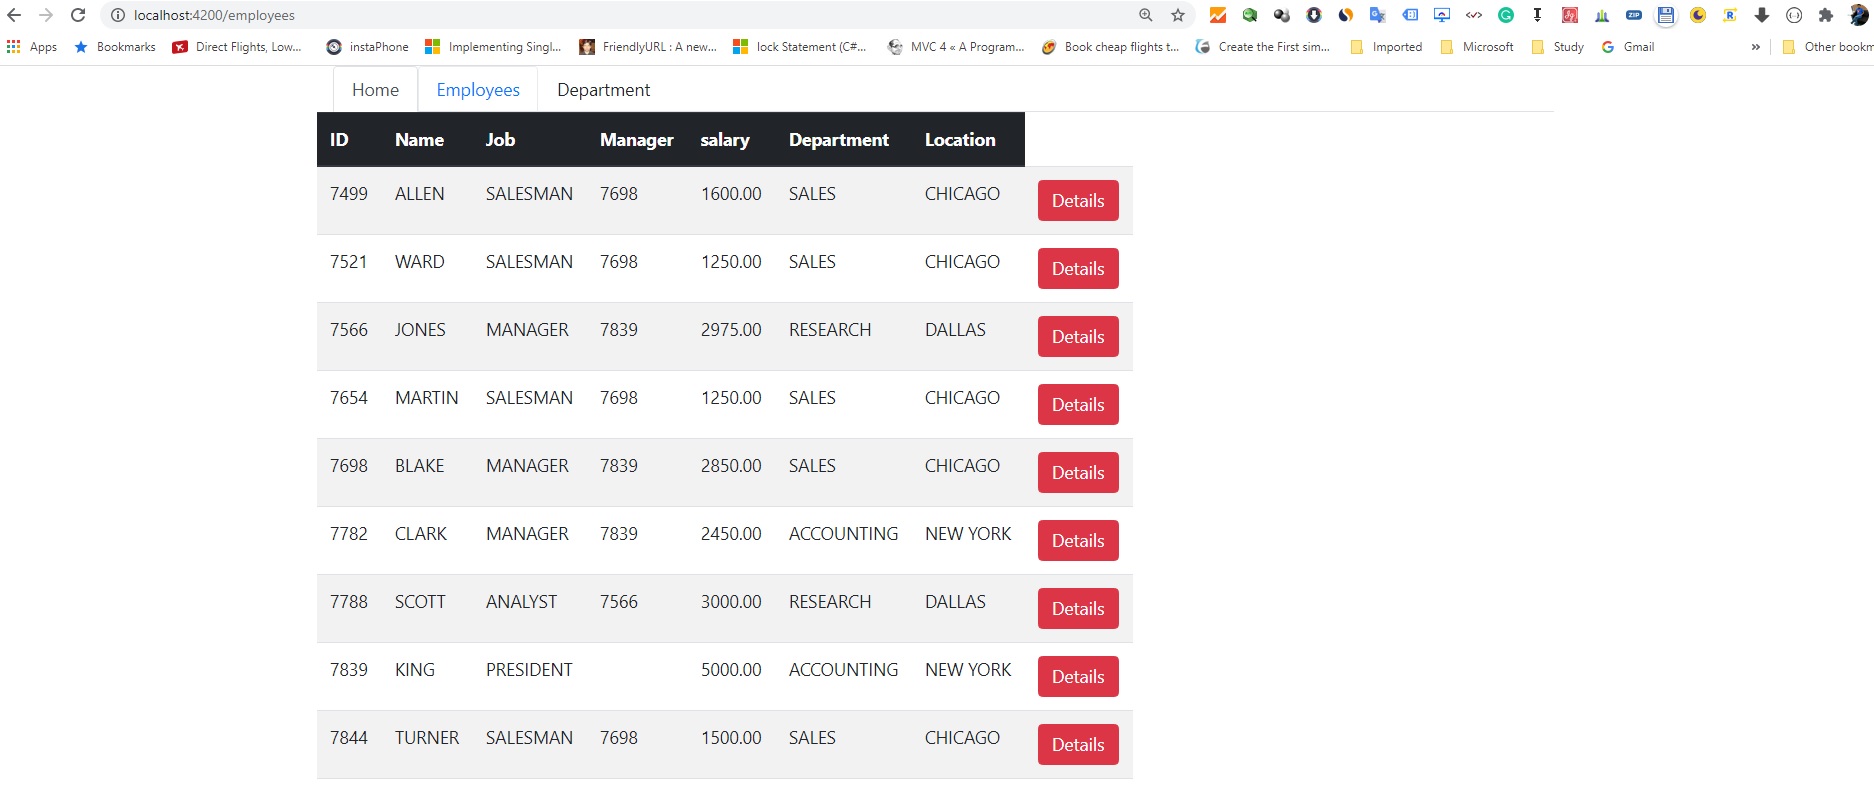 localhost:4200/employees
Apps Bookmarks Direct Flights, Low... instaPhone Implementing Singl... FriendlyURL : A new... lock Statement (C#... MVC 4 « A Program... Book cheap flights t... Create the First sim... Imported Microsoft Study Gmail » Other bookm
Home Employees Department
ID Name Job Manager salary Department Location
7499 ALLEN SALESMAN 7698 1600.00 SALES CHICAGO Details
7521 WARD SALESMAN 7698 1250.00 SALES CHICAGO Details
7566 JONES MANAGER 7839 2975.00 RESEARCH DALLAS Details
7654 MARTIN SALESMAN 7698 1250.00 SALES CHICAGO Details
7698 BLAKE MANAGER 7839 2850.00 SALES CHICAGO Details
7782 CLARK MANAGER 7839 2450.00 ACCOUNTING NEW YORK Details
7788 SCOTT ANALYST 7566 3000.00 RESEARCH DALLAS Details
7839 KING PRESIDENT 5000.00 ACCOUNTING NEW YORK Details
7844 TURNER SALESMAN 7698 1500.00 SALES CHICAGO Details